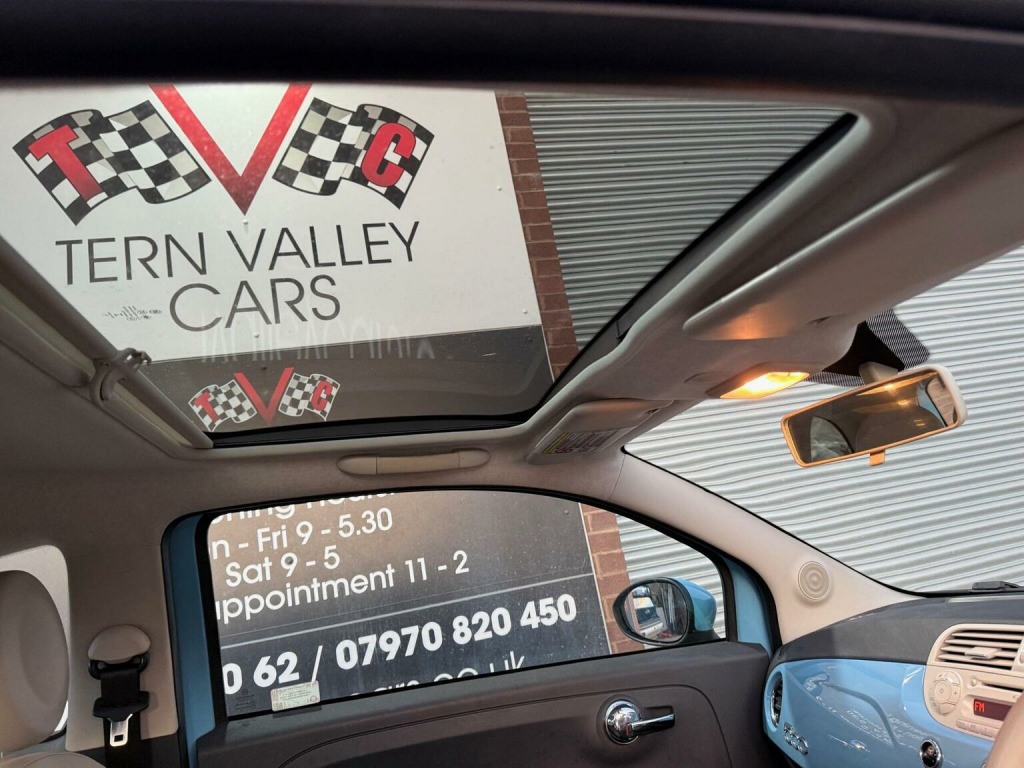 T V C
TERN VALLEY
CARS
T V C
n - Fri 9 - 5.30
Sat 9 - 5
appointment 11 - 2
0 62 / 07970 820 450
500
FM